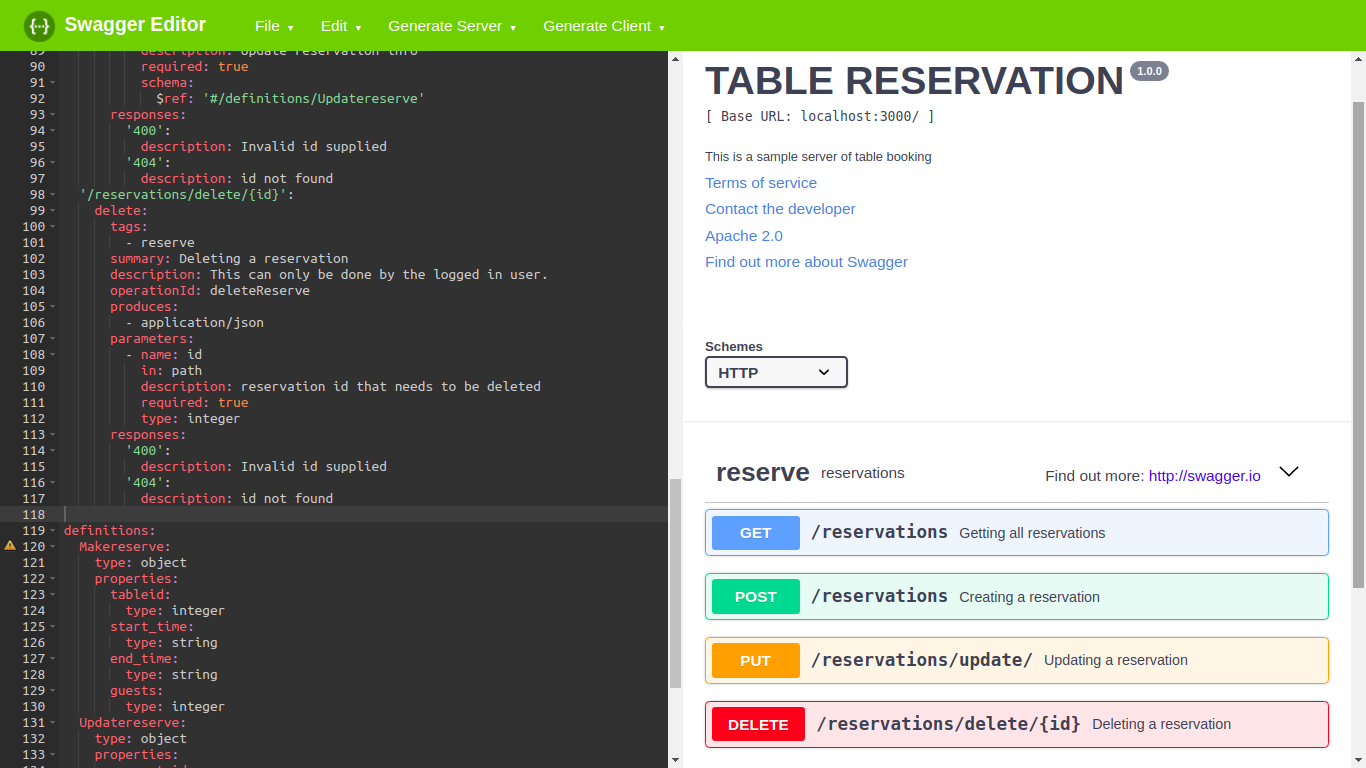 Swagger Editor
File
Edit
Generate Server
Generate Client
89 description: Update reservation info
90 required: true
91 schema:
92 $ref: '#/definitions/Updatereserve'
93 responses:
94 '400':
95 description: Invalid id supplied
96 '404':
97 description: id not found
98 '/reservations/delete/{id}':
99 delete:
100 tags:
101 - reserve
102 summary: Deleting a reservation
103 description: This can only be done by the logged in user.
104 operationId: deleteReserve
105 produces:
106 - application/json
107 parameters:
108 - name: id
109 in: path
110 description: reservation id that needs to be deleted
111 required: true
112 type: integer
113 responses:
114 '400':
115 description: Invalid id supplied
116 '404':
117 description: id not found
118
119 definitions:
120 Makereserve:
121 type: object
122 properties:
123 tableid:
124 type: integer
125 start_time:
126 type: string
127 end_time:
128 type: string
129 guests:
130 type: integer
131 Updatereserve:
132 type: object
133 properties:
TABLE RESERVATION 1.0.0
[ Base URL: localhost:3000/ ]
This is a sample server of table booking
Terms of service
Contact the developer
Apache 2.0
Find out more about Swagger
Schemes
HTTP
reserve reservations Find out more: http://swagger.io
GET /reservations Getting all reservations
POST /reservations Creating a reservation
PUT /reservations/update/ Updating a reservation
DELETE /reservations/delete/{id} Deleting a reservation